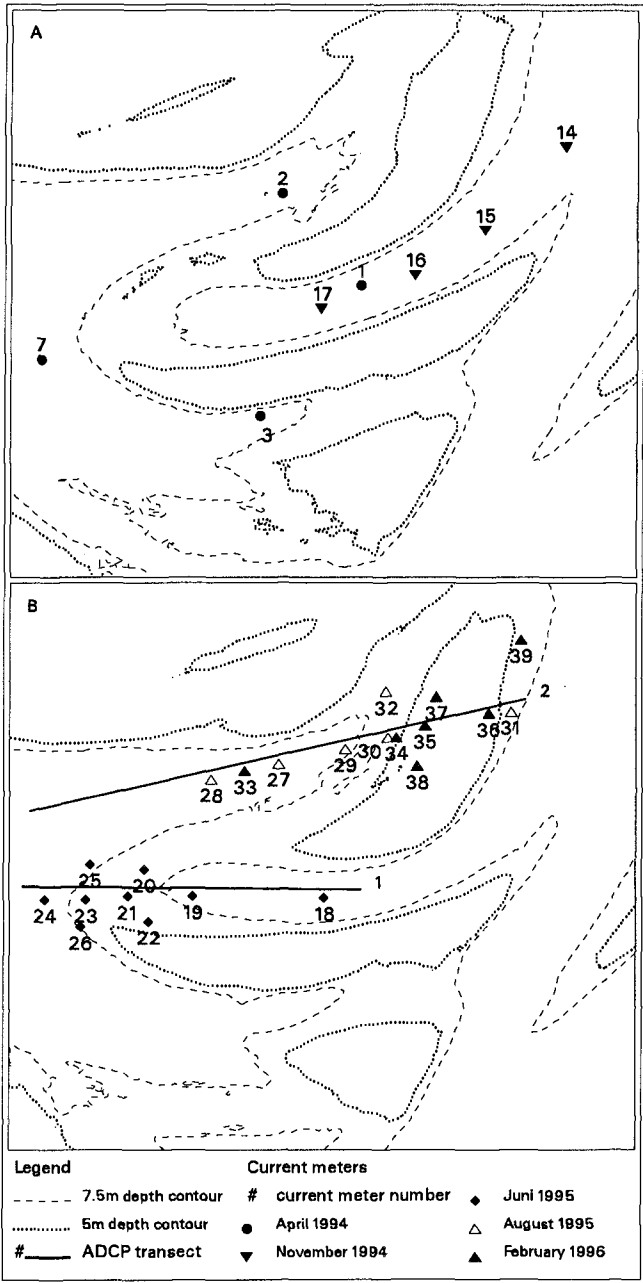 A
14
2
15
16
1
17
7
3
B
39
2
32
37
36
31
35
30
34
29
27
38
33
28
25
20
1
24
23
21
19
18
22
26
Legend
Current meters
7.5m depth contour
# current meter number
Juni 1995
5m depth contour
April 1994
August 1995
# ADCP transect
November 1994
February 1996